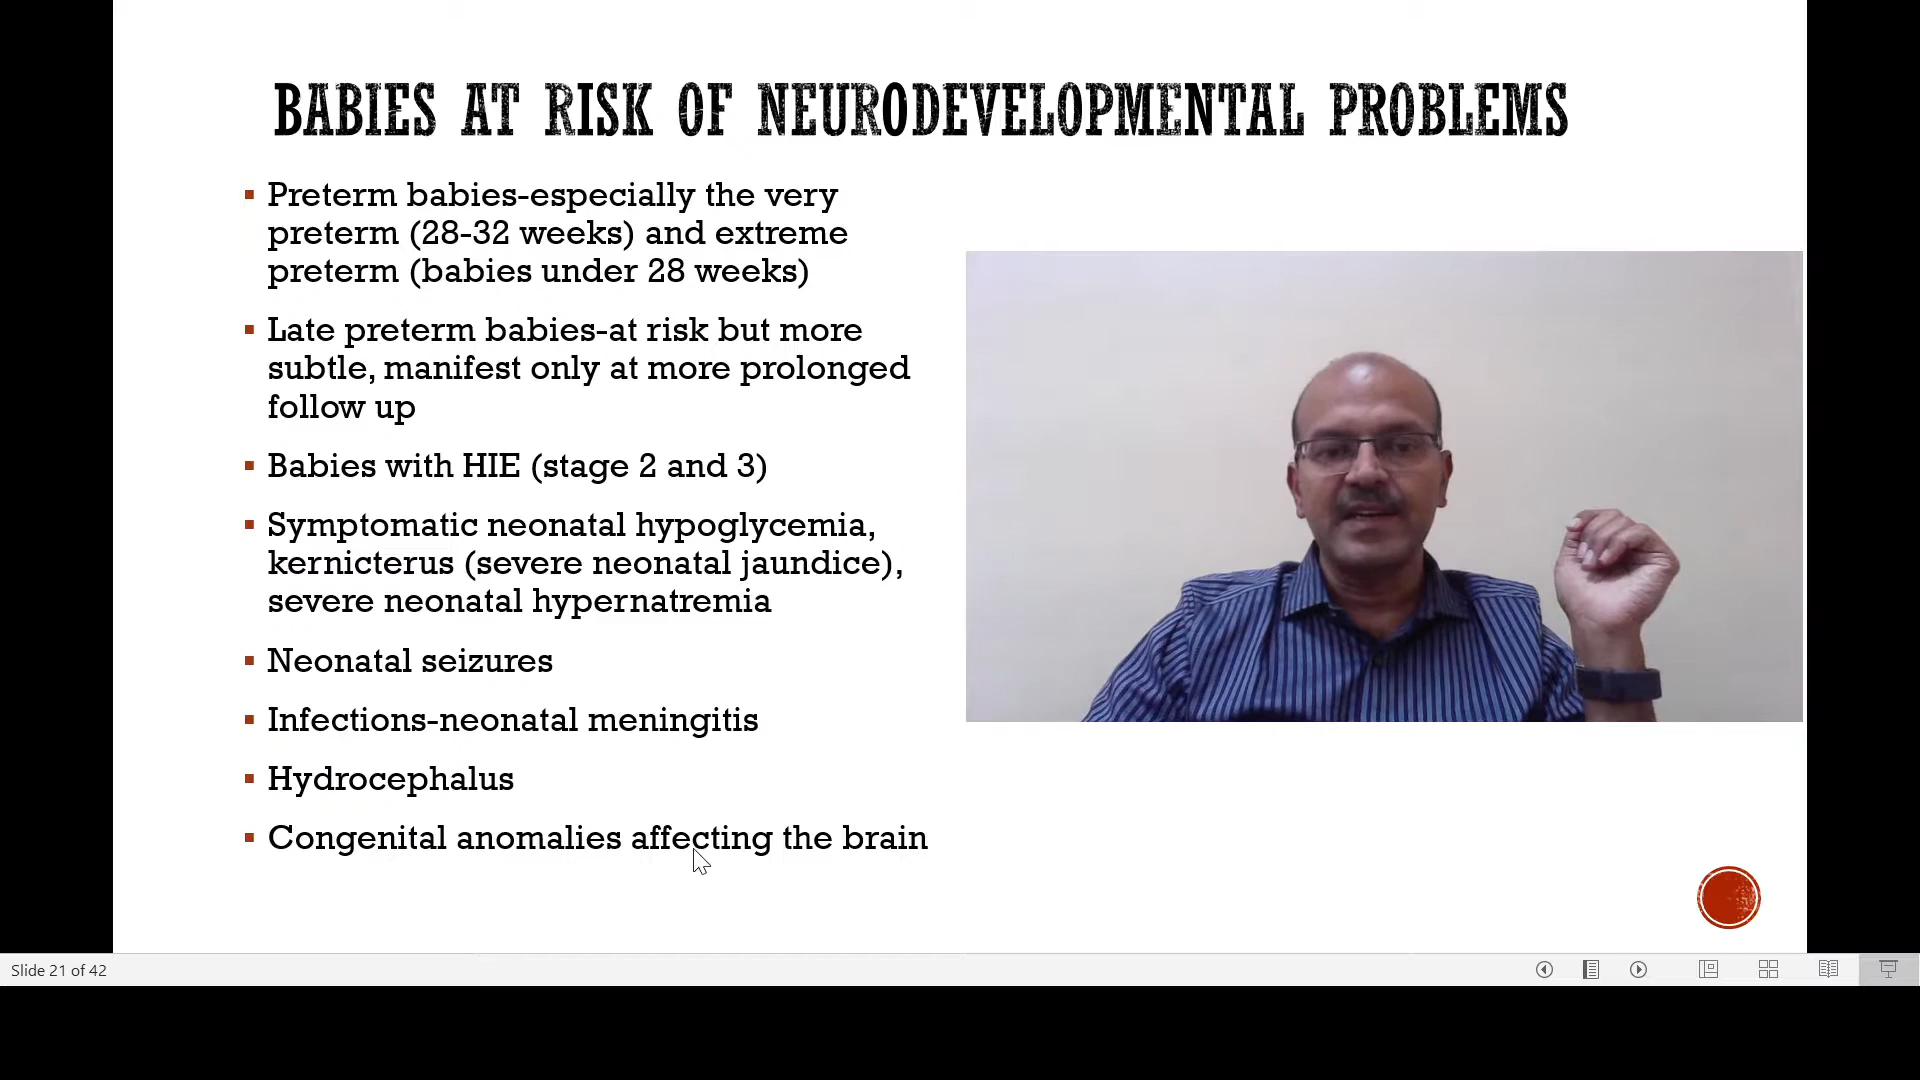 BABIES AT RISK OF NEURODEVELOPMENTAL PROBLEMS
Preterm babies-especially the very
preterm (28-32 weeks) and extreme
preterm (babies under 28 weeks)
Late preterm babies-at risk but more
subtle, manifest only at more prolonged
follow up
Babies with HIE (stage 2 and 3)
Symptomatic neonatal hypoglycemia,
kernicterus (severe neonatal jaundice),
severe neonatal hypernatremia
Neonatal seizures
Infections-neonatal meningitis
Hydrocephalus
Congenital anomalies affecting the brain
Slide 21 of 42